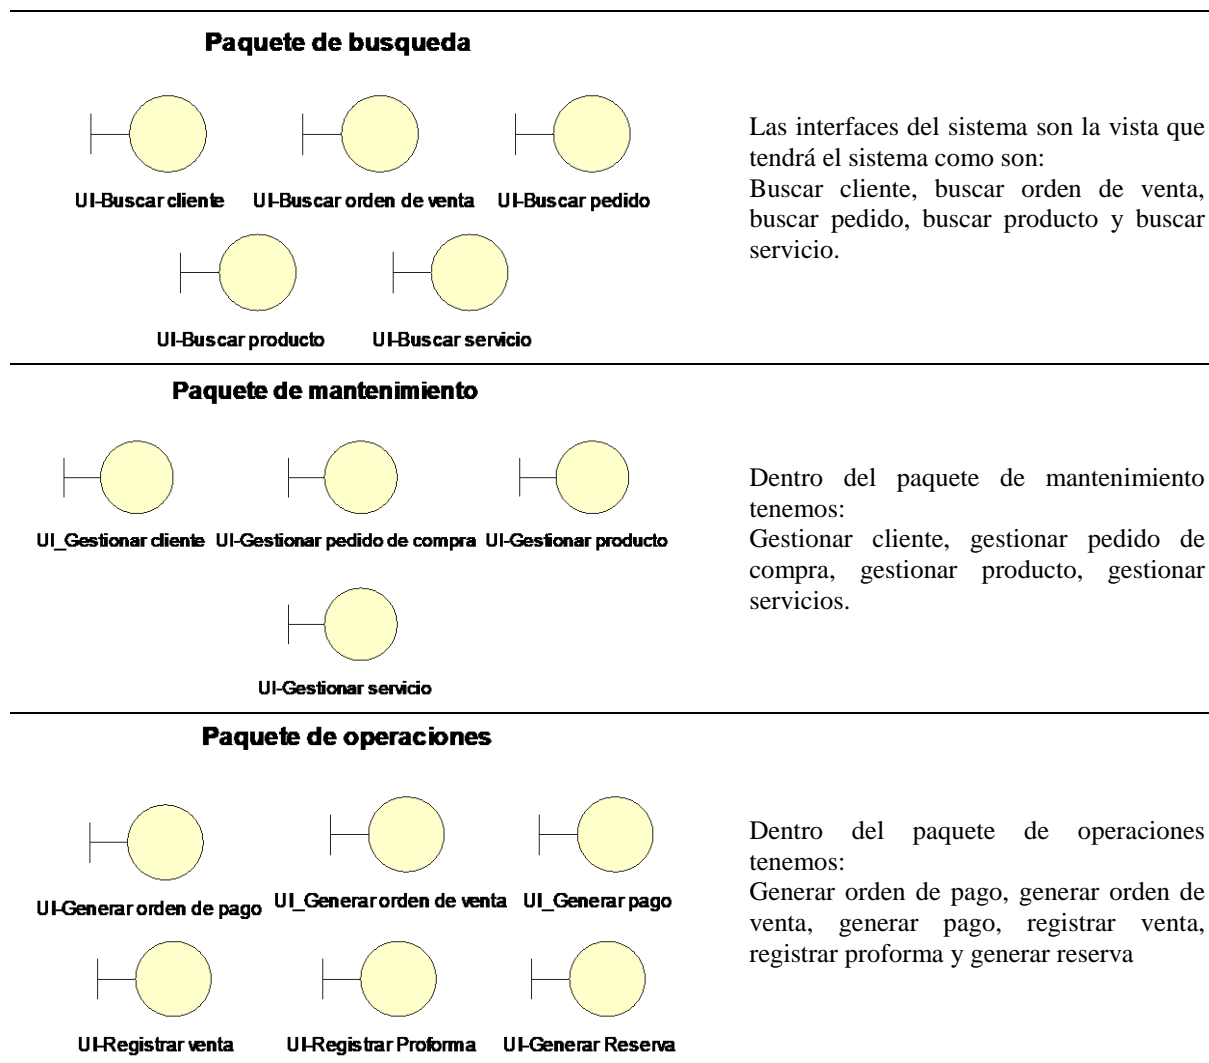 Paquete de busqueda
UI-Buscar cliente
UI-Buscar orden de venta
UI-Buscar pedido
UI-Buscar producto
UI-Buscar servicio
Las interfaces del sistema son la vista que
tendrá el sistema como son:
Buscar cliente, buscar orden de venta,
buscar pedido, buscar producto y buscar
servicio.
Paquete de mantenimiento
UI_Gestionar cliente
UI-Gestionar pedido de compra
UI-Gestionar producto
UI-Gestionar servicio
Dentro del paquete de mantenimiento
tenemos:
Gestionar cliente, gestionar pedido de
compra, gestionar producto, gestionar
servicios.
Paquete de operaciones
UI-Generar orden de pago
UI_Generar orden de venta
UI_Generar pago
UI-Registrar venta
UI-Registrar Proforma
UI-Generar Reserva
Dentro del paquete de operaciones
tenemos:
Generar orden de pago, generar orden de
venta, generar pago, registrar venta,
registrar proforma y generar reserva